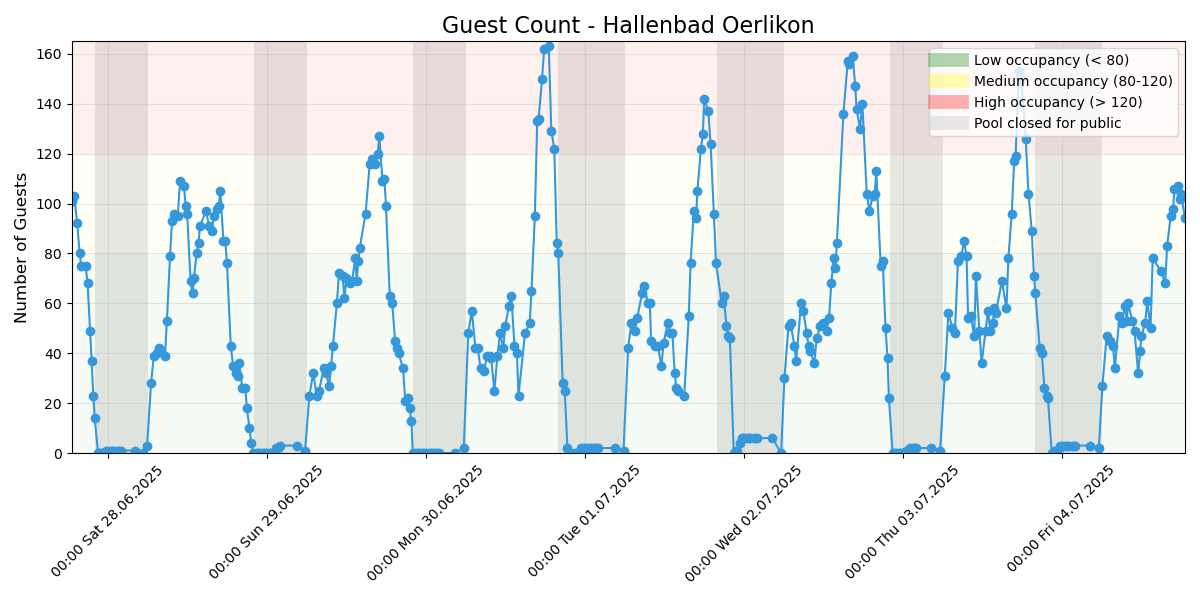 Guest Count - Hallenbad Oerlikon
Number of Guests
160
140
120
100
80
60
40
20
0
Low occupancy (< 80)
Medium occupancy (80-120)
High occupancy (> 120)
Pool closed for public
00:00 Sat 28.06.2025
00:00 Sun 29.06.2025
00:00 Mon 30.06.2025
00:00 Tue 01.07.2025
00:00 Wed 02.07.2025
00:00 Thu 03.07.2025
00:00 Fri 04.07.2025